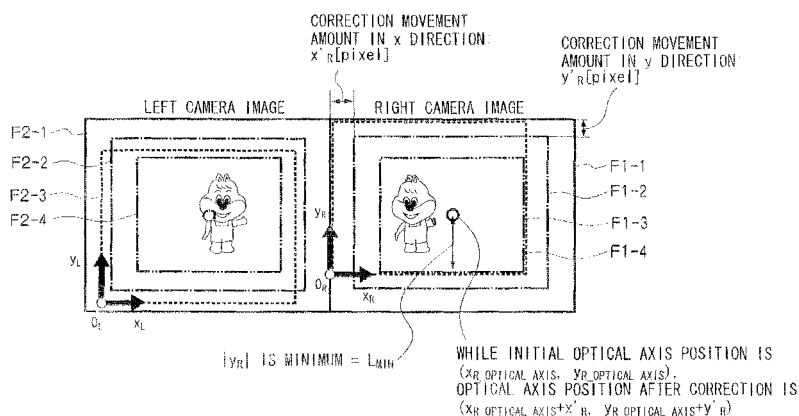 CORRECTION MOVEMENT
AMOUNT IN x DIRECTION:
x'R[pixel]
CORRECTION MOVEMENT
AMOUNT IN y DIRECTION:
y'R[pixel]
LEFT CAMERA IMAGE
RIGHT CAMERA IMAGE
F2-1
F2-2
F2-3
F2-4
F1-1
F1-2
F1-3
F1-4
yL
OL
xL
yR
OR
xR
|yR| IS MINIMUM = LMIN
WHILE INITIAL OPTICAL AXIS POSITION IS
(xR OPTICAL AXIS, yR OPTICAL AXIS),
OPTICAL AXIS POSITION AFTER CORRECTION IS
(xR OPTICAL AXIS+x'R, yR OPTICAL AXIS+y'R)